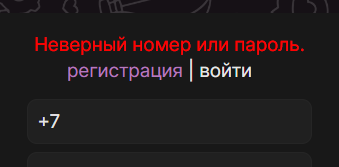 Неверный номер или пароль.
регистрация | войти
+7